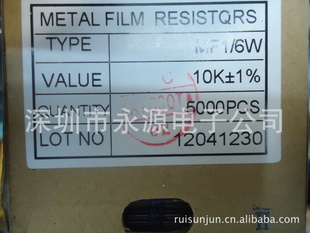 METAL FILM RESISTQRS
TYPE MF1/6W
VALUE 10K±1%
QUANTITY 5000PCS
深圳市永源电子公司
LOT NO 12041230
ruisunjun.cn.alibaba.com